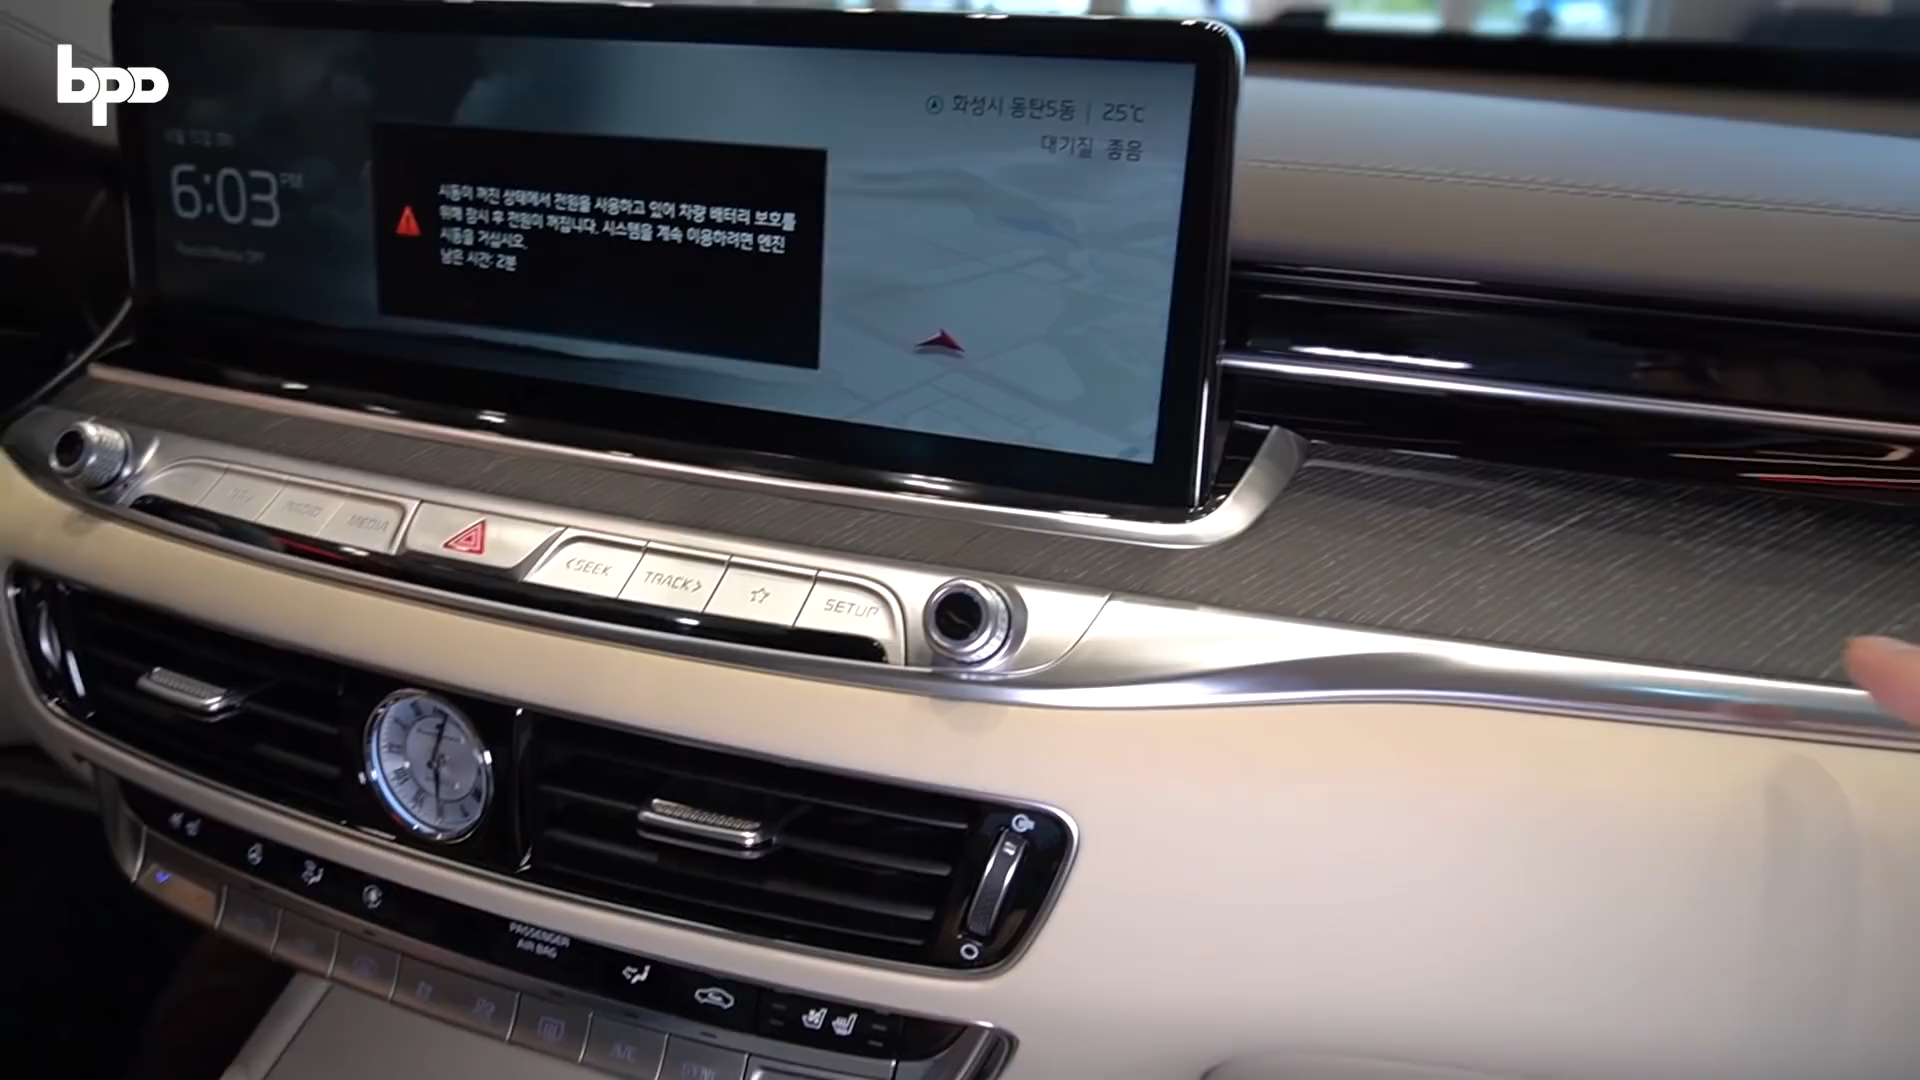 bpd
화성시 동탄5동 | 25℃
대기질 좋음
6:03 PM
시동이 꺼진 상태에서 전원을 사용하고 있어 차량 배터리 보호를
위해 잠시 후 전원이 꺼집니다. 시스템을 계속 이용하려면 엔진
시동을 거십시오.
남은 시간: 2분
RADIO
MEDIA
<SEEK
TRACK>
SETUP
PASSENGER
AIR BAG
A/C
SYNC